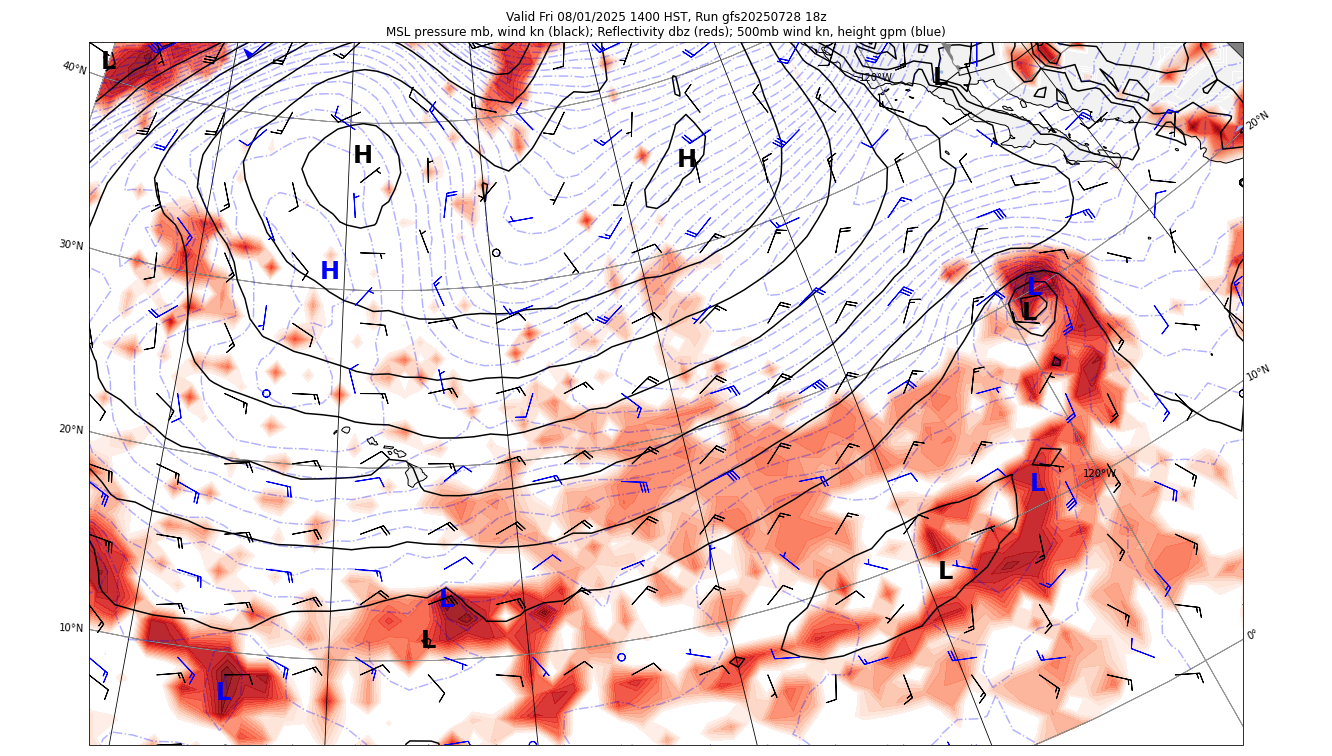 Valid Fri 08/01/2025 1400 HST, Run gfs20250728 18z
MSL pressure mb, wind kn (black); Reflectivity dbz (reds); 500mb wind kn, height gpm (blue)
L
40°N
L
120°W
20°N
H
H
30°N
H
L
L
10°N
20°N
120°W
L
L
L
10°N
L
0°
L